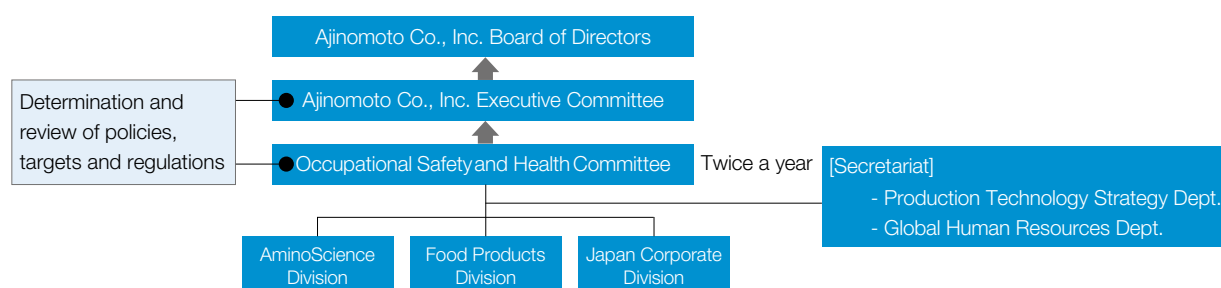 Ajinomoto Co., Inc. Board of Directors
Determination and
review of policies,
targets and regulations
Ajinomoto Co., Inc. Executive Committee
Occupational Safety and Health Committee
Twice a year
[Secretariat]
- Production Technology Strategy Dept.
- Global Human Resources Dept.
AminoScience
Division
Food Products
Division
Japan Corporate
Division